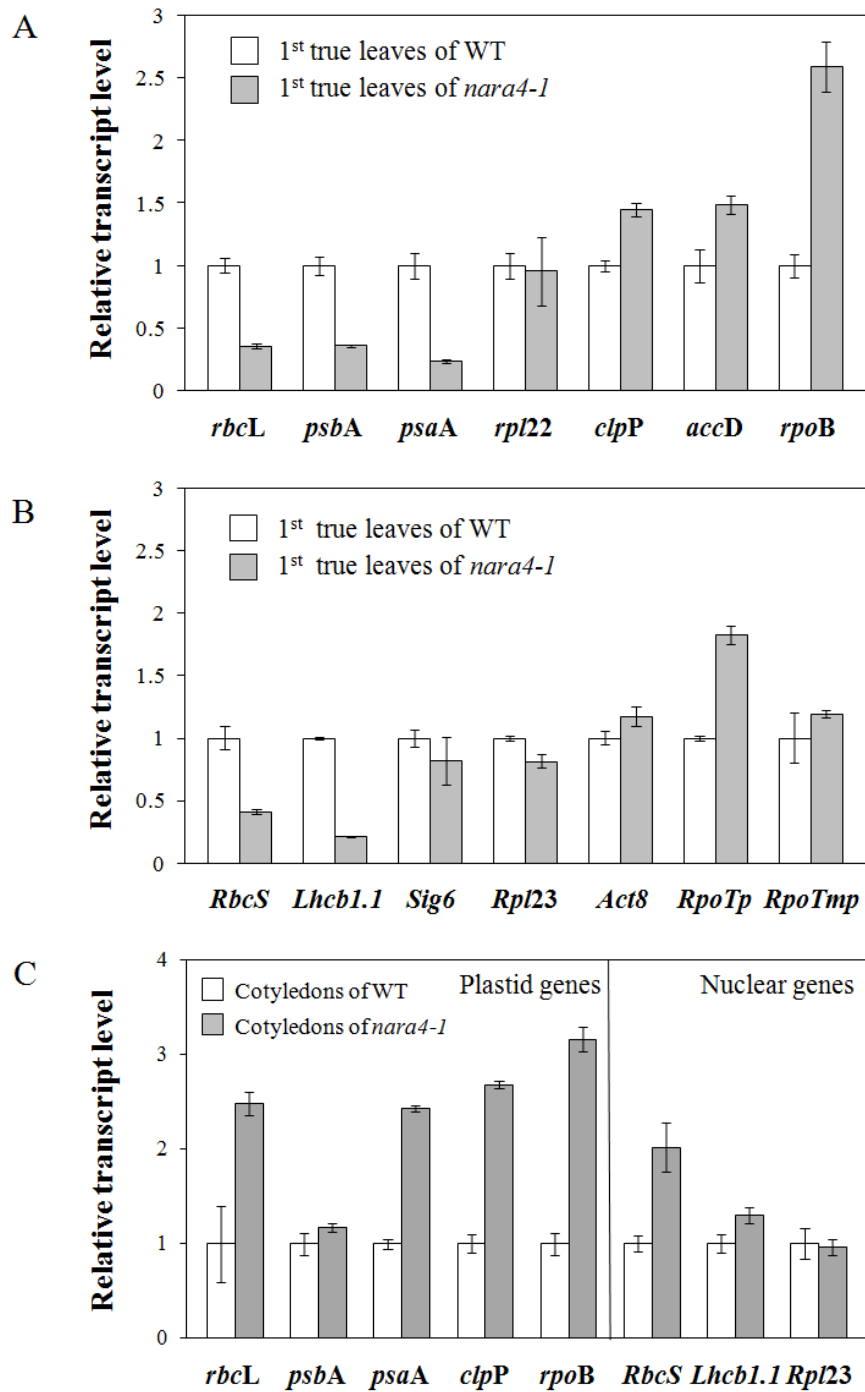 A
Relative transcript level
3
2.5
2
1.5
1
0.5
0
1st true leaves of WT
1st true leaves of nara4-1
rbcL psbA psaA rpl22 clpP accD rpoB
B
Relative transcript level
3
2.5
2
1.5
1
0.5
0
1st true leaves of WT
1st true leaves of nara4-1
RbcS Lhcb1.1 Sig6 Rpl23 Act8 RpoTp RpoTmp
C
Relative transcript level
4
3
2
1
0
Cotyledons of WT
Cotyledons of nara4-1
Plastid genes
Nuclear genes
rbcL psbA psaA clpP rpoB RbcS Lhcb1.1 Rpl23